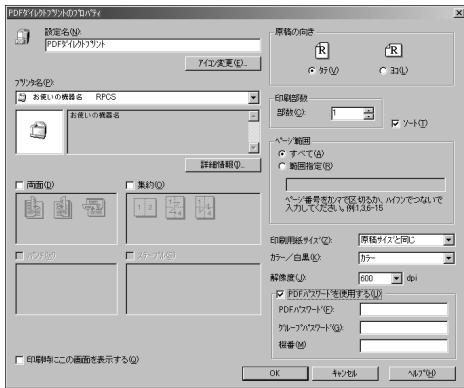 PDFﾀﾞｲﾚｸﾄﾌﾟﾘﾝﾄのﾌﾟﾛﾊﾟﾃｨ
設定名(N):
PDFﾀﾞｲﾚｸﾄﾌﾟﾘﾝﾄ
ｱｲｺﾝ変更(E)...
ﾌﾟﾘﾝﾀ名(P):
お使いの機器名 RPCS
お使いの機器名
詳細情報(I)...
両面(D)
集約(O)
ﾊﾟﾝﾁ(X)
ｽﾃｰﾌﾟﾙ(S)
印刷時にこの画面を表示する(Q)
原稿の向き
R
R
ﾀﾃ(V)
ﾖｺ(L)
印刷部数
部数(C):
1
ｿｰﾄ(T)
ﾍﾟｰｼﾞ範囲
すべて(A)
範囲指定(R)
ﾍﾟｰｼﾞ番号をｶﾝﾏで区切るか、ﾊｲﾌﾝでつないで
入力してください。例1,3,6-15
印刷用紙ｻｲｽﾞ(Z):
原稿ｻｲｽﾞと同じ
ｶﾗｰ／白黒(K):
ｶﾗｰ
解像度(J):
600 dpi
PDFﾊﾟｽﾜｰﾄﾞを使用する(U)
PDFﾊﾟｽﾜｰﾄﾞ(F):
ｸﾞﾙｰﾌﾟﾊﾟｽﾜｰﾄﾞ(G):
機番(M)
OK
ｷｬﾝｾﾙ
ﾍﾙﾌﾟ(H)